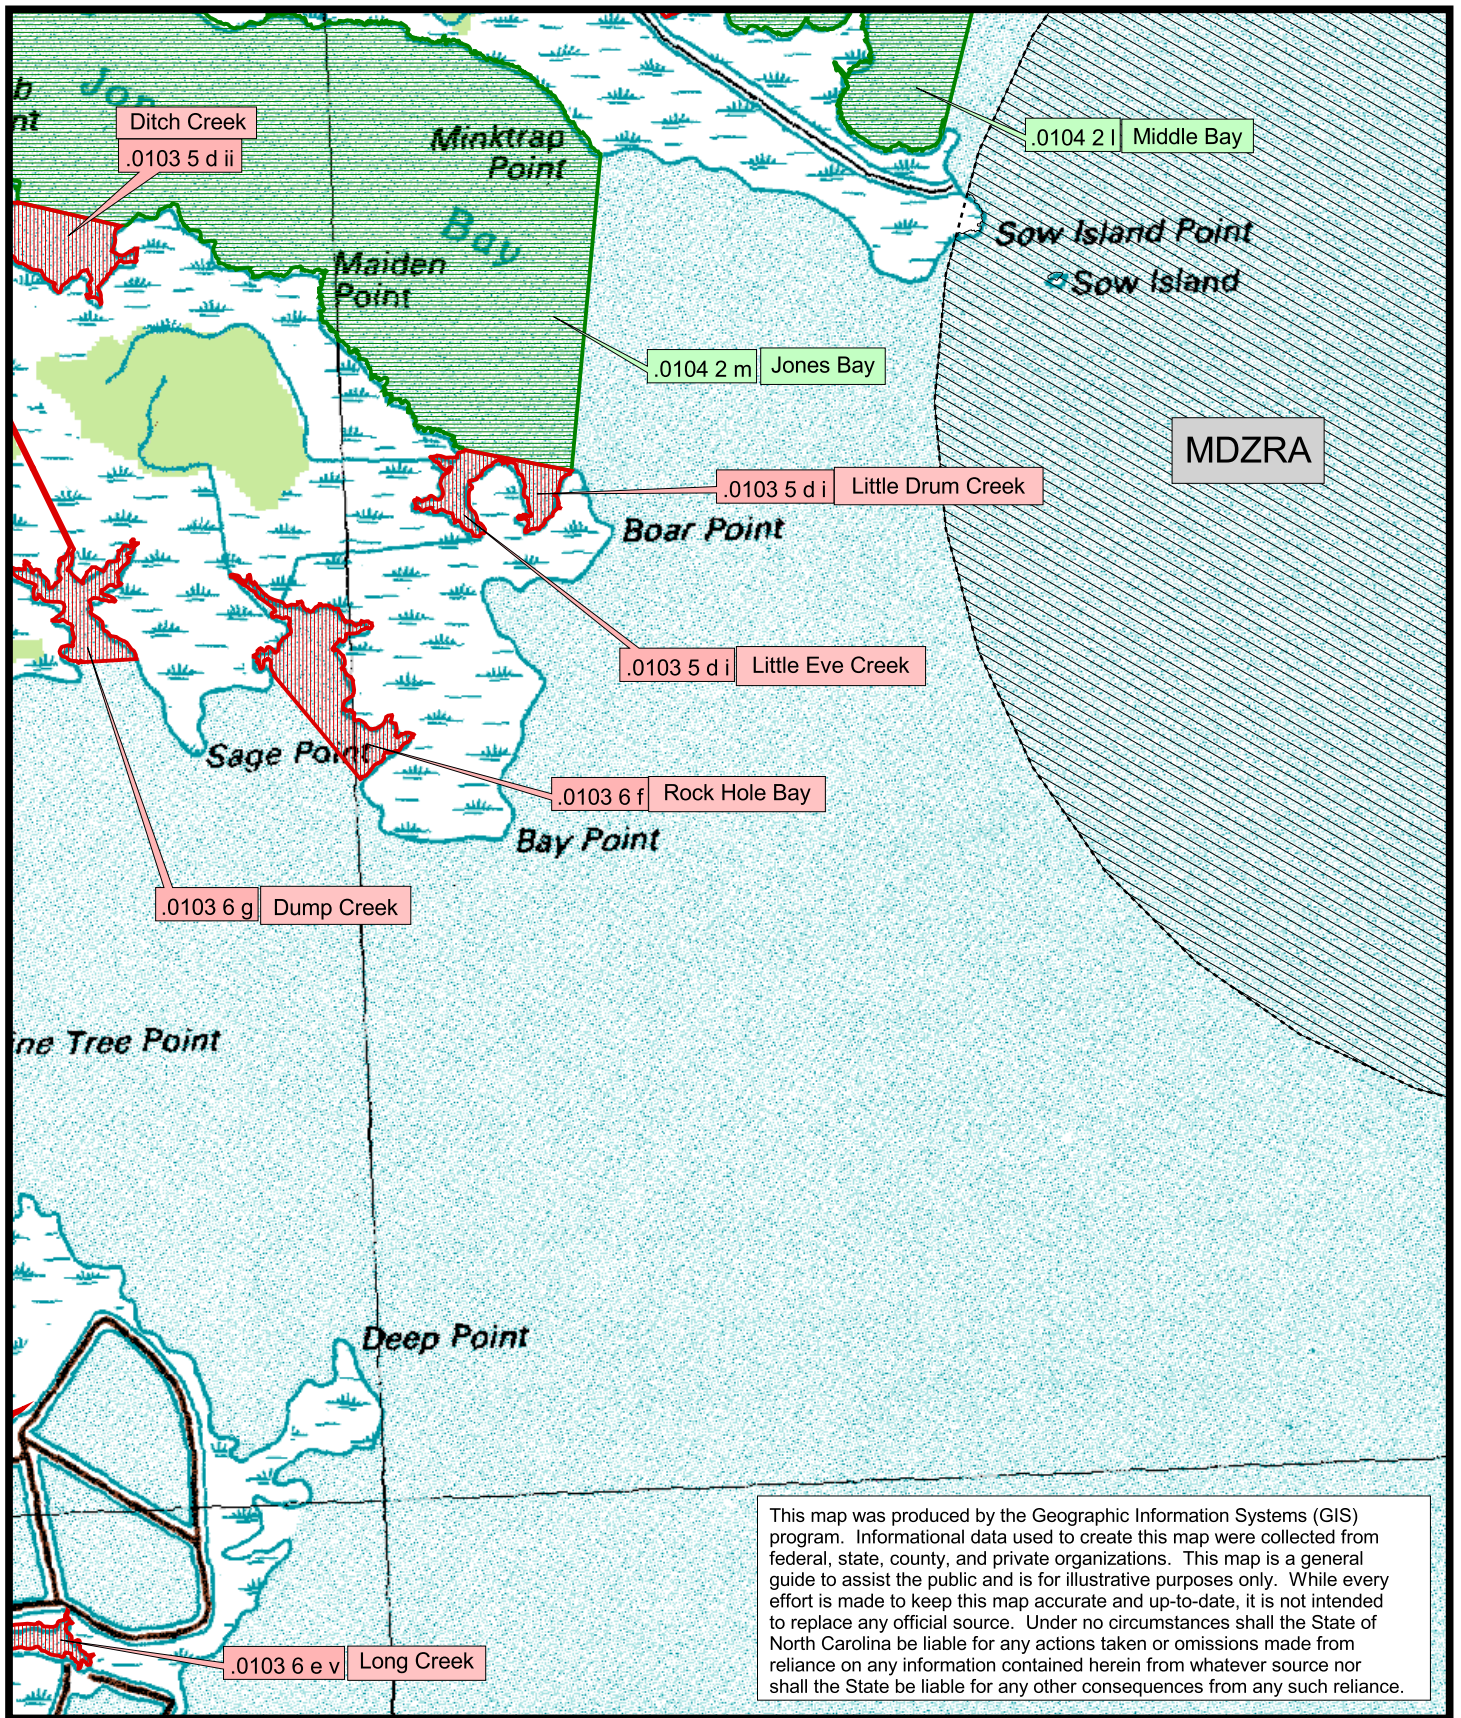 Jones
b
nt
Ditch Creek
.0103 5 d ii
Minktrap
Point
.0104 2 l Middle Bay
Bay
Sow Island Point
Sow Island
Maiden
Point
.0104 2 m Jones Bay
MDZRA
.0103 5 d i Little Drum Creek
Boar Point
.0103 5 d i Little Eve Creek
Sage Point
.0103 6 f Rock Hole Bay
Bay Point
.0103 6 g Dump Creek
ine Tree Point
Deep Point
This map was produced by the Geographic Information Systems (GIS)
program. Informational data used to create this map were collected from
federal, state, county, and private organizations. This map is a general
guide to assist the public and is for illustrative purposes only. While every
effort is made to keep this map accurate and up-to-date, it is not intended
to replace any official source. Under no circumstances shall the State of
North Carolina be liable for any actions taken or omissions made from
reliance on any information contained herein from whatever source nor
shall the State be liable for any other consequences from any such reliance.
.0103 6 e v Long Creek